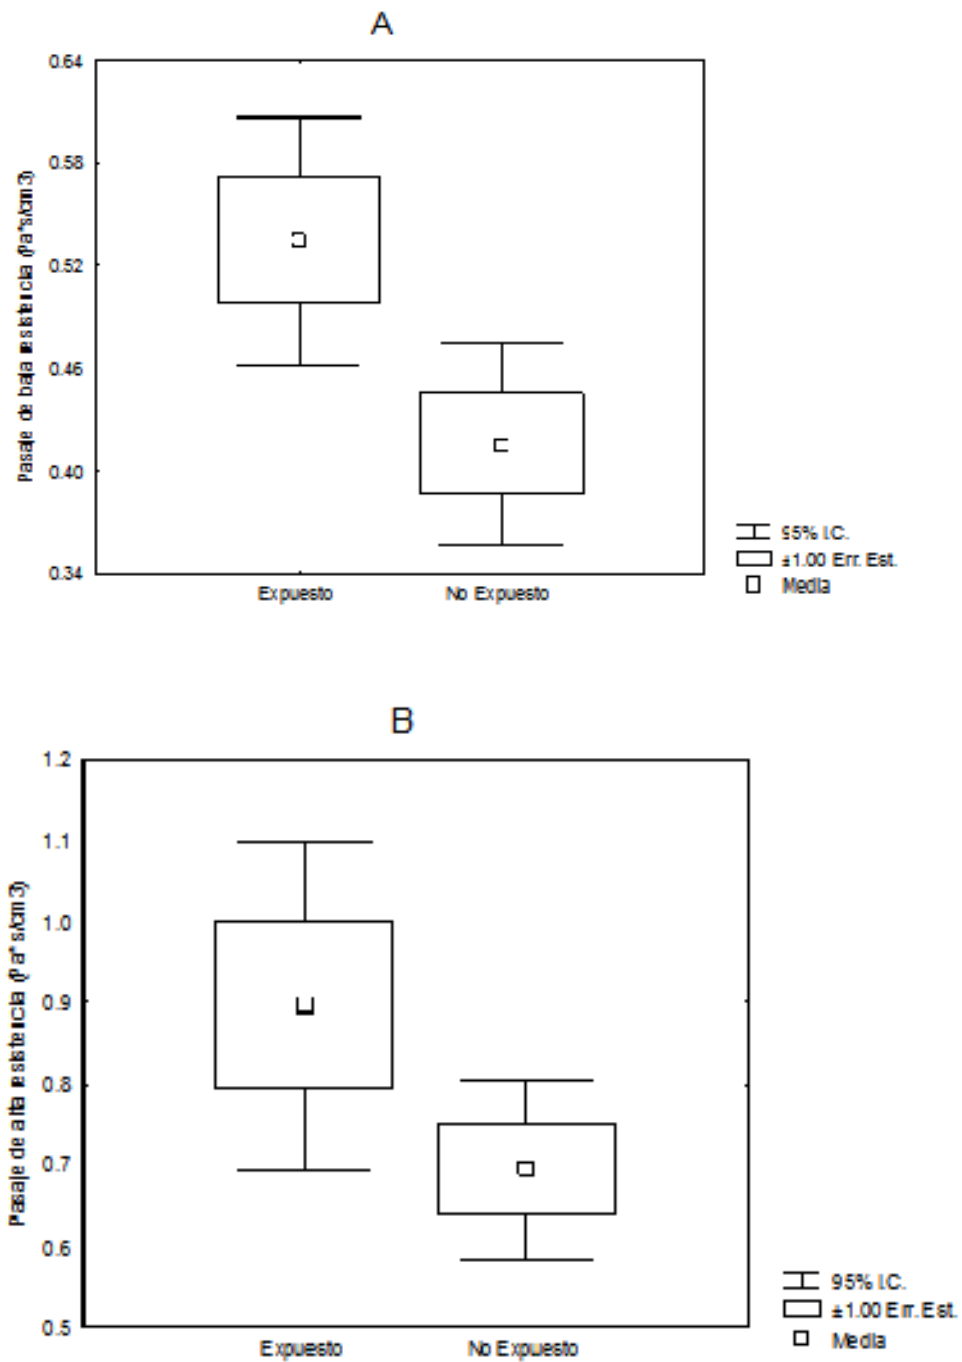 A
0.64
0.58
0.52
0.46
0.40
0.34
Pasaje de baja resistencia (Pa*s/cm3)
Expuesto No Expuesto
95% I.C.
±1.00 Err. Est.
Media
B
1.2
1.1
1.0
0.9
0.8
0.7
0.6
0.5
Pasaje de alta resistencia (Pa*s/cm3)
Expuesto No Expuesto
95% I.C.
±1.00 Err. Est.
Media